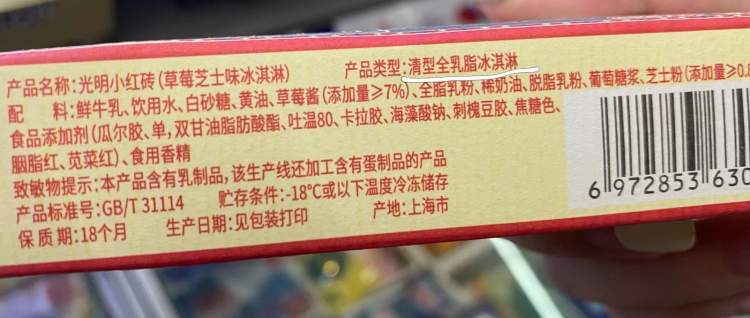 产品名称:光明小红砖(草莓芝士味冰淇淋) 产品类型:清型全乳脂冰淇淋
配 料:鲜牛乳、饮用水、白砂糖、黄油、草莓酱(添加量≥7%)、全脂乳粉、稀奶油、脱脂乳粉、葡萄糖浆、芝士粉(添加量≥0.8
食品添加剂(瓜尔胶、单,双甘油脂肪酸酯、吐温80、卡拉胶、海藻酸钠、刺槐豆胶、焦糖色、
胭脂红、苋菜红)、食用香精
致敏物提示:本产品含有乳制品,该生产线还加工含有蛋制品的产品
产品标准号:GB/T 31114 贮存条件:-18°C或以下温度冷冻储存
保质期:18个月 生产日期:见包装打印 产地:上海市
6 972853 630